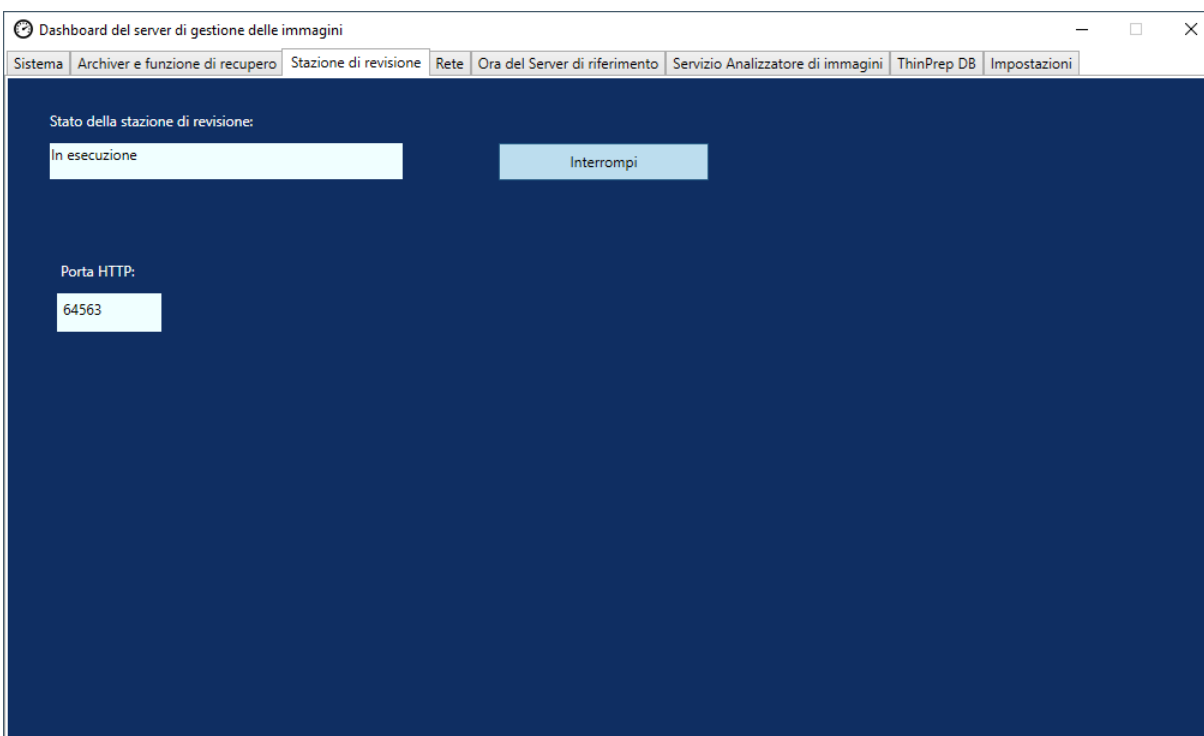 Dashboard del server di gestione delle immagini
Sistema Archiver e funzione di recupero Stazione di revisione Rete Ora del Server di riferimento Servizio Analizzatore di immagini ThinPrep DB Impostazioni
Stato della stazione di revisione:
In esecuzione Interrompi
Porta HTTP:
64563